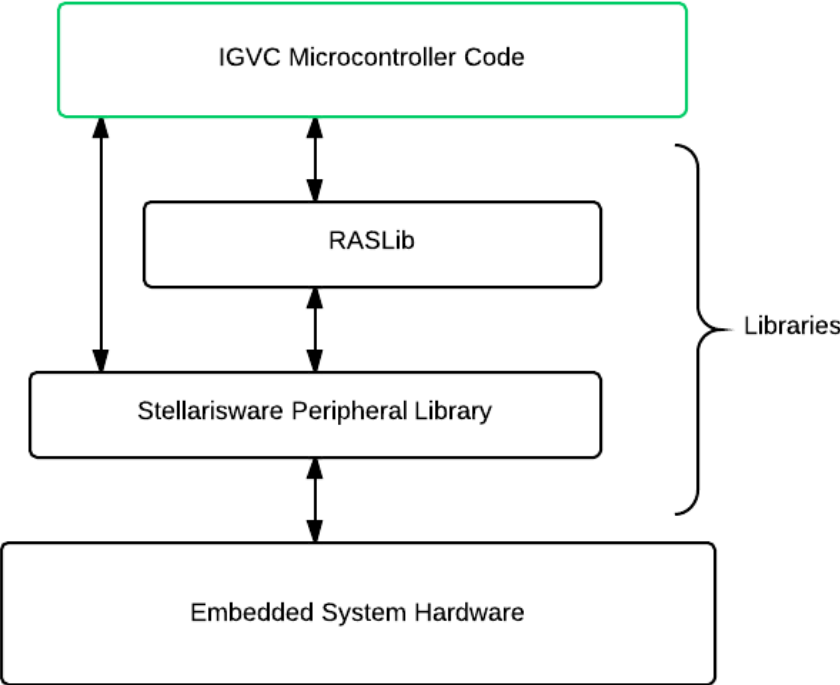 IGVC Microcontroller Code
RASLib
Libraries
Stellarisware Peripheral Library
Embedded System Hardware